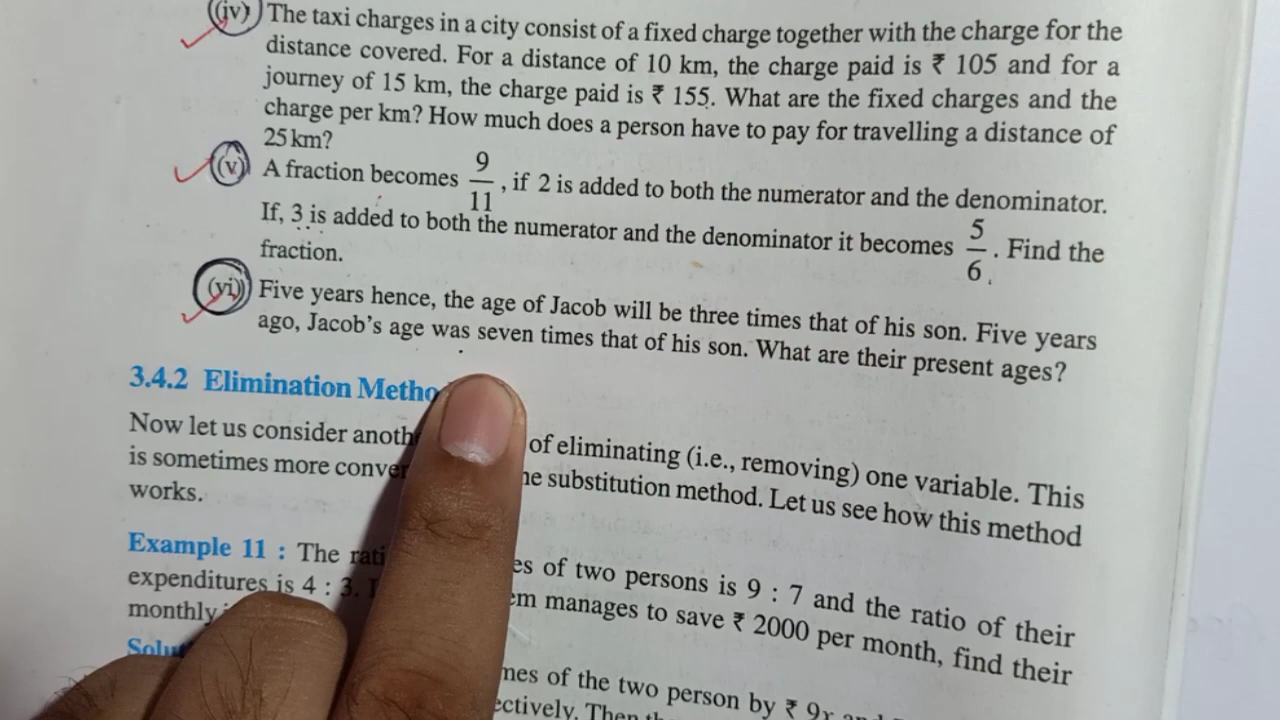 (iv) The taxi charges in a city consist of a fixed charge together with the charge for the
distance covered. For a distance of 10 km, the charge paid is ₹ 105 and for a
journey of 15 km, the charge paid is ₹ 155. What are the fixed charges and the
charge per km? How much does a person have to pay for travelling a distance of
25 km?
(v) A fraction becomes 9/11, if 2 is added to both the numerator and the denominator.
If, 3 is added to both the numerator and the denominator it becomes 5/6. Find the
fraction.
(vi) Five years hence, the age of Jacob will be three times that of his son. Five years
ago, Jacob's age was seven times that of his son. What are their present ages?
3.4.2 Elimination
Now let us consider of eliminating (i.e., removing) one variable. This
is sometimes more substitution method. Let us see how this method
works.
Example 11 : The of two persons is 9 : 7 and the ratio of their
expenditures is 4 : 3. manages to save ₹ 2000 per month, find their
monthly
of the two person by ₹ 9x